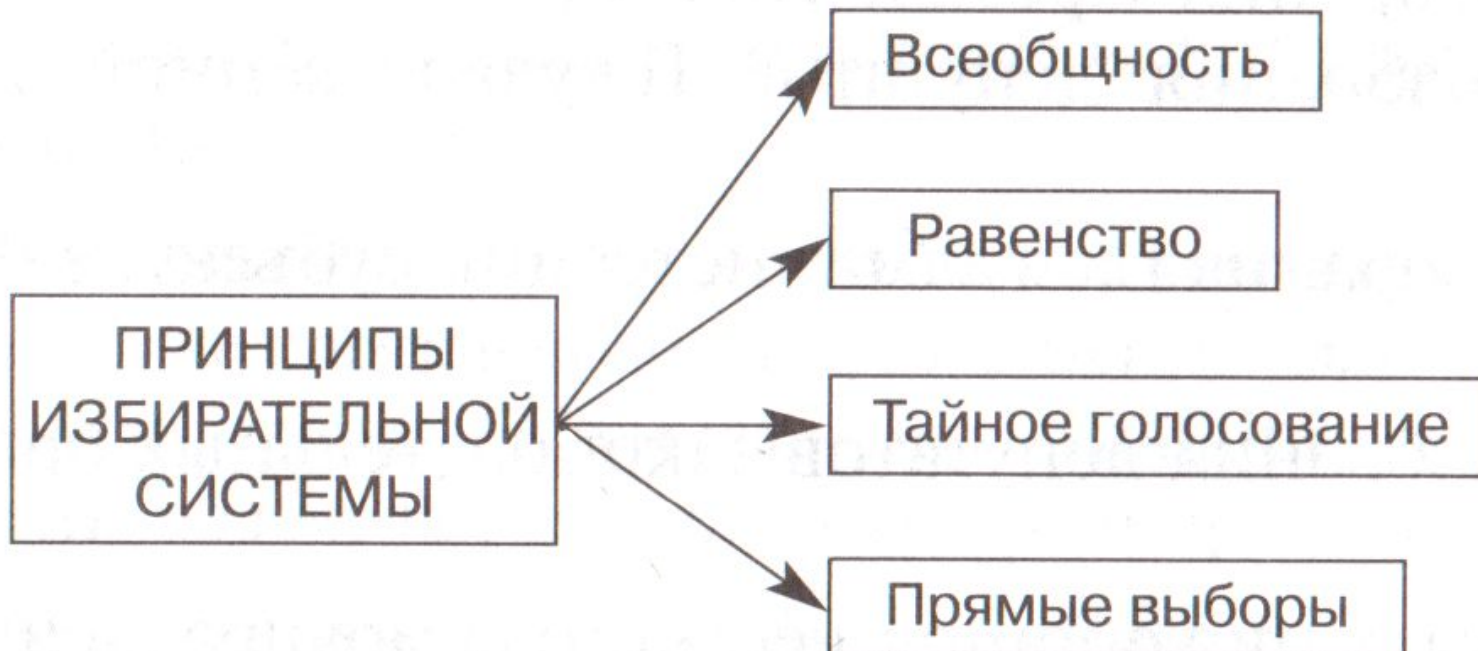 Всеобщность
Равенство
ПРИНЦИПЫ
ИЗБИРАТЕЛЬНОЙ
СИСТЕМЫ
Тайное голосование
Прямые выборы